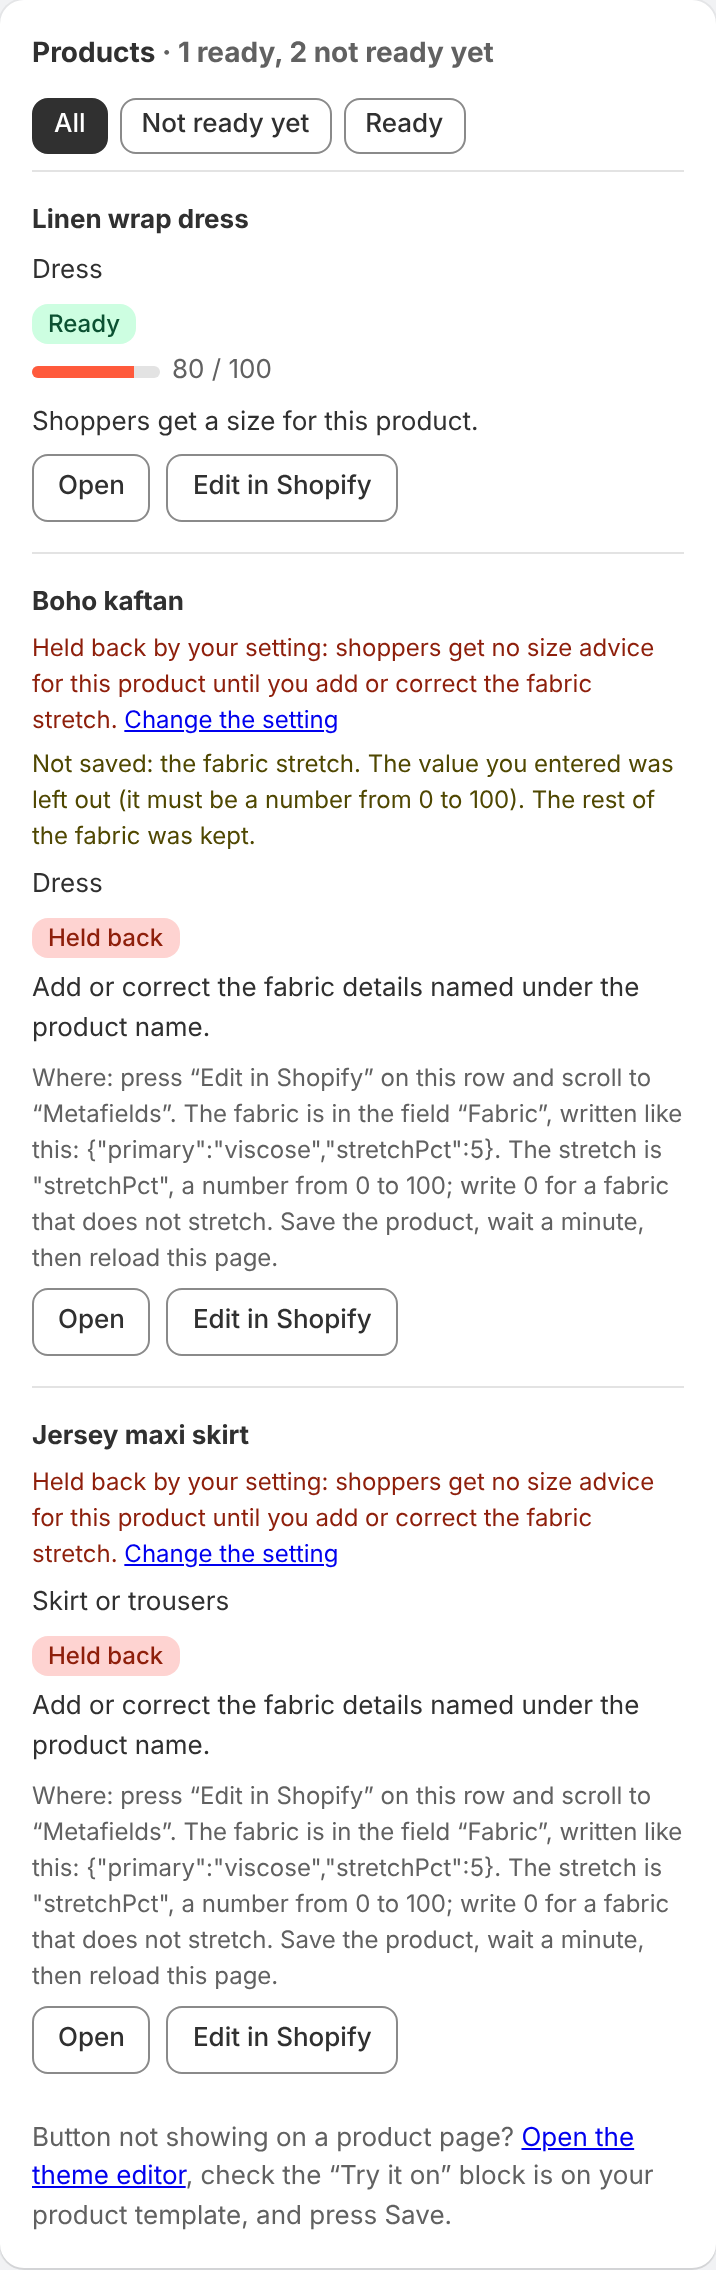 Products · 1 ready, 2 not ready yet
All
Not ready yet
Ready
Linen wrap dress
Dress
Ready
80 / 100
Shoppers get a size for this product.
Open
Edit in Shopify
Boho kaftan
Held back by your setting: shoppers get no size advice
for this product until you add or correct the fabric
stretch. Change the setting
Not saved: the fabric stretch. The value you entered was
left out (it must be a number from 0 to 100). The rest of
the fabric was kept.
Dress
Held back
Add or correct the fabric details named under the
product name.
Where: press “Edit in Shopify” on this row and scroll to
“Metafields”. The fabric is in the field “Fabric”, written like
this: {"primary":"viscose","stretchPct":5}. The stretch is
"stretchPct", a number from 0 to 100; write 0 for a fabric
that does not stretch. Save the product, wait a minute,
then reload this page.
Open
Edit in Shopify
Jersey maxi skirt
Held back by your setting: shoppers get no size advice
for this product until you add or correct the fabric
stretch. Change the setting
Skirt or trousers
Held back
Add or correct the fabric details named under the
product name.
Where: press “Edit in Shopify” on this row and scroll to
“Metafields”. The fabric is in the field “Fabric”, written like
this: {"primary":"viscose","stretchPct":5}. The stretch is
"stretchPct", a number from 0 to 100; write 0 for a fabric
that does not stretch. Save the product, wait a minute,
then reload this page.
Open
Edit in Shopify
Button not showing on a product page? Open the
theme editor, check the “Try it on” block is on your
product template, and press Save.